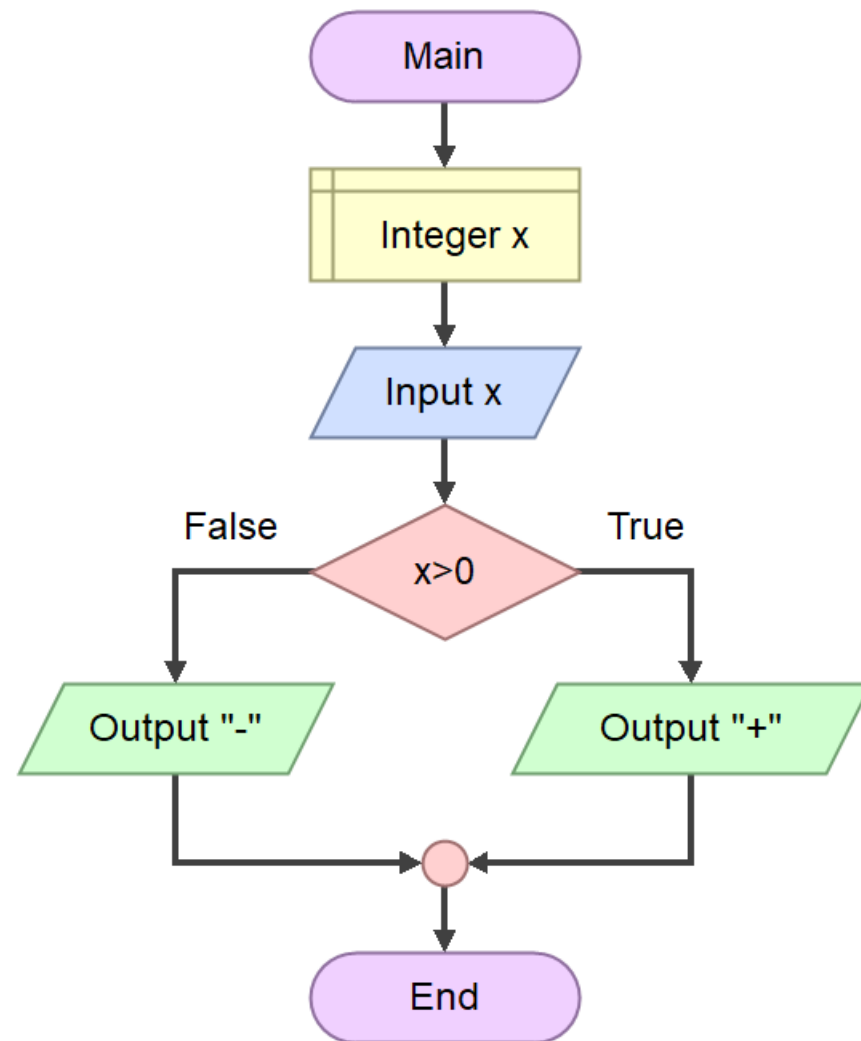 Main
Integer x
Input x
False
True
x>0
Output "-"
Output "+"
End